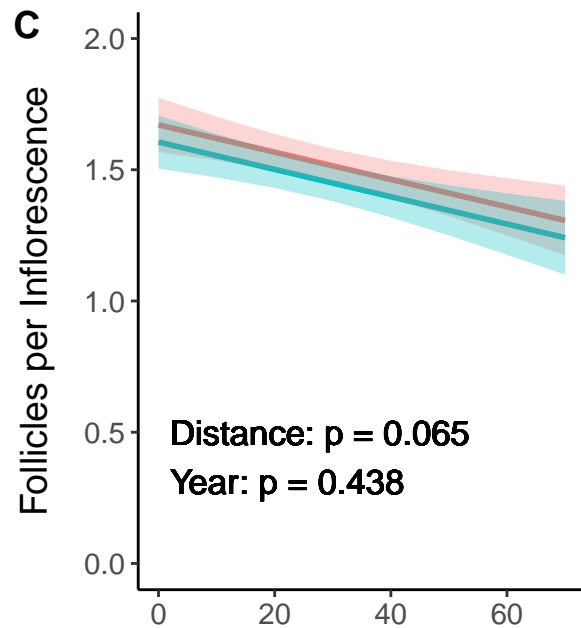 C
Follicles per Inflorescence
2.0
1.5
1.0
0.5
0.0
Distance: p = 0.065
Year: p = 0.438
0 20 40 60